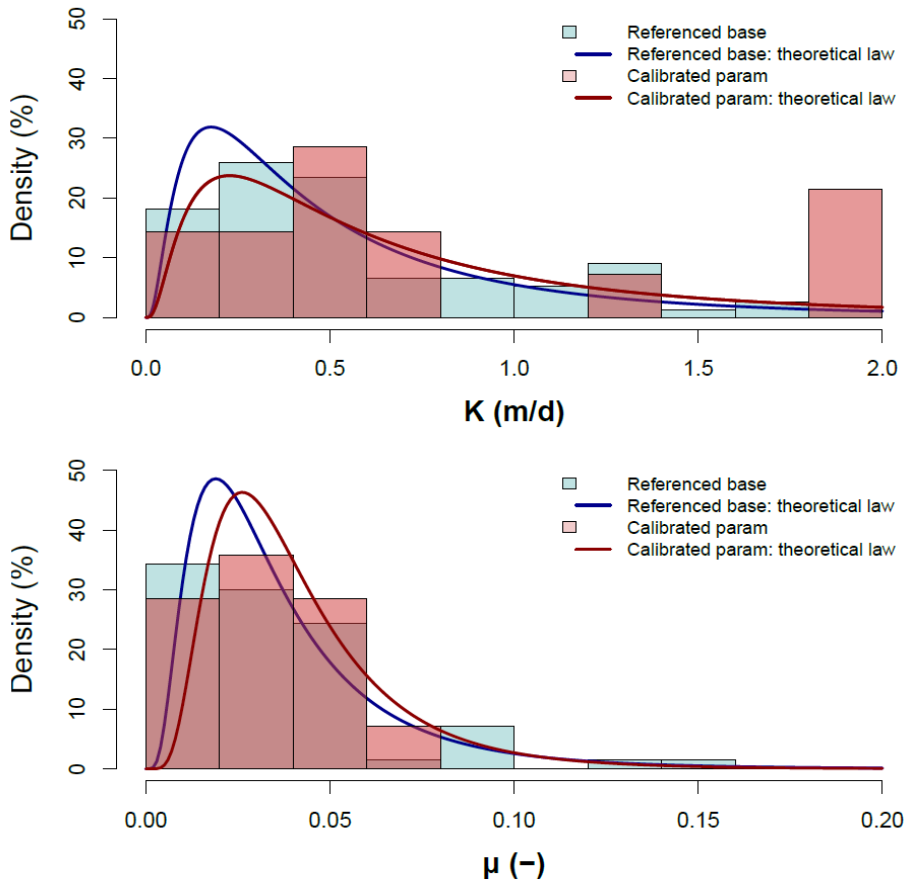 50
40
30
20
10
0
Density (%)
Referenced base
Referenced base: theoretical law
Calibrated param
Calibrated param: theoretical law
0.0 0.5 1.0 1.5 2.0
K (m/d)
50
40
30
20
10
0
Density (%)
Referenced base
Referenced base: theoretical law
Calibrated param
Calibrated param: theoretical law
0.00 0.05 0.10 0.15 0.20
μ (−)